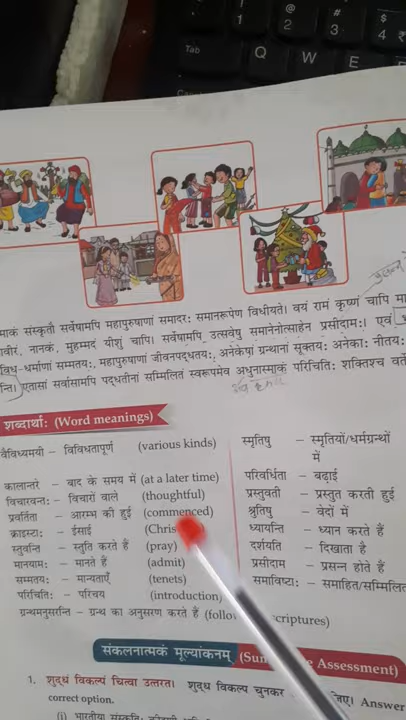 Tab
Q
W
E
2
3
4
माकं संस्कृतौ सर्वेषामपि महापुरुषाणां समादरः समानरूपेण विधीयते। वयं रामं कृष्णं चापि
वीरं, नानकं, मुहम्मदं यीशुं चापि। सर्वेषामपि उत्सवेषु समानेनोत्साहेन प्रसीदामः। एवं
विध-धर्माणां सम्मतयः, महापुरुषाणां जीवनपद्धतयः, अनेकेषां ग्रन्थानां सूक्तयः अनेकाः नीतयः
न्ति। एतासां सर्वासामपि पद्धतीनां सम्मिलितं स्वरूपमेव अधुनास्माकं परिचितिः शक्तिश्च वर्तते
शब्दार्थाः (Word meanings)
वैविध्यमयी – विविधतापूर्ण (various kinds)
कालान्तरे – बाद के समय में (at a later time)
विचारवन्तः – विचारों वाले (thoughtful)
प्रवर्तिता – आरम्भ की हुई (commenced)
क्राइस्टाः – ईसाई (Chris
स्तुवन्ति – स्तुति करते हैं (pray)
मानयामः – मानते हैं (admit)
सम्मतयः – मान्यताएँ (tenets)
परिचितिः – परिचय (introduction)
ग्रन्थमनुसरन्ति – ग्रन्थ का अनुसरण करते हैं (follo scriptures)
स्मृतिषु – स्मृतियों/धर्मग्रन्थों
में
परिवर्धिता – बढ़ाई
प्रस्तुवती – प्रस्तुत करती हुई
श्रुतिषु – वेदों में
ध्यायन्ति – ध्यान करते हैं
दर्शयति – दिखाता है
प्रसीदाम – प्रसन्न होते हैं
समाविष्टाः – समाहित/सम्मिलित
संकलनात्मकं मूल्यांकनम् (Sum e Assessment)
1. शुद्धं विकल्पं चित्वा उत्तरत। शुद्ध विकल्प चुनकर जिए। Answer
correct option.
(i) भारतीया संस्कृतिः